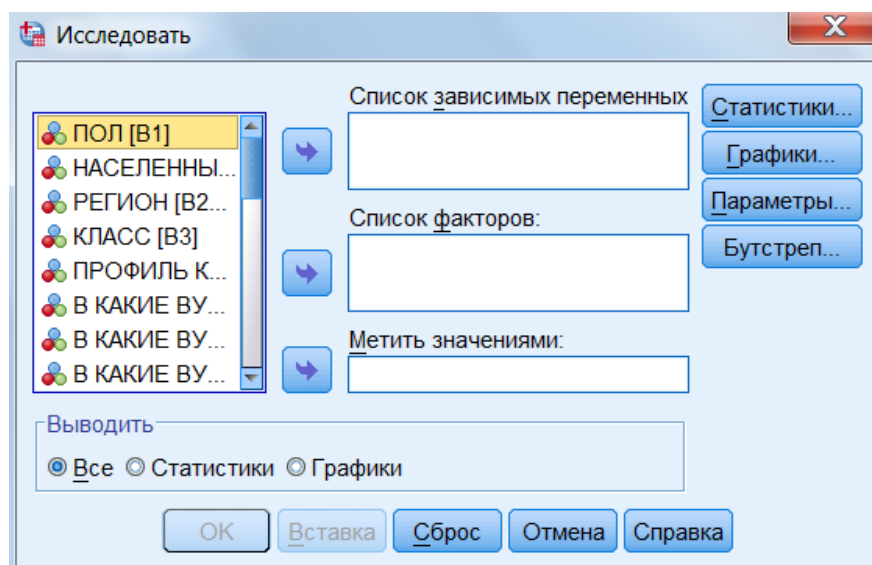 Исследовать
ПОЛ [B1]
НАСЕЛЕННЫ...
РЕГИОН [B2...
КЛАСС [B3]
ПРОФИЛЬ К...
В КАКИЕ ВУ...
В КАКИЕ ВУ...
В КАКИЕ ВУ...
Список зависимых переменных
Список факторов:
Метить значениями:
Статистики...
Графики...
Параметры...
Бутстреп...
Выводить
Все Статистики Графики
OK Вставка Сброс Отмена Справка